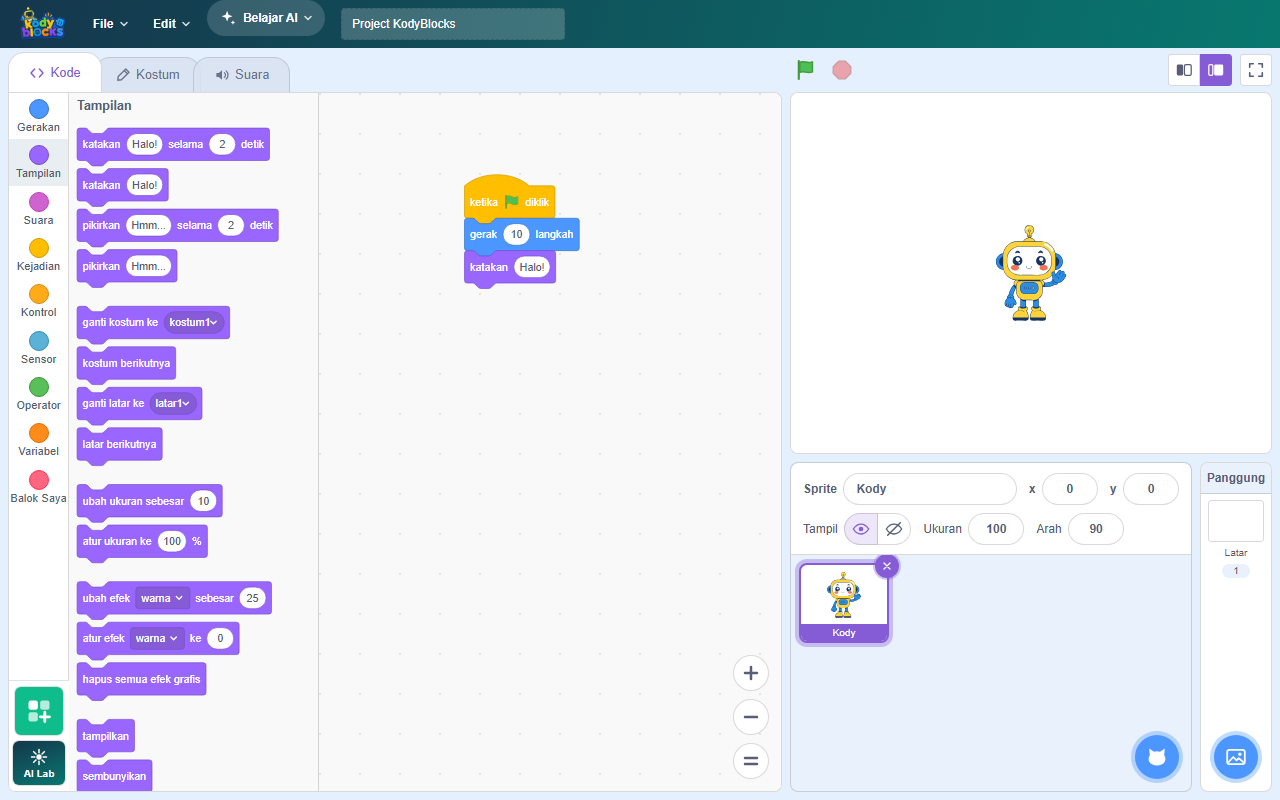 Kody blocks
File
Edit
Belajar AI
Project KodyBlocks
Kode
Kostum
Suara
Gerakan
Tampilan
Suara
Kejadian
Kontrol
Sensor
Operator
Variabel
Balok Saya
AI Lab
Tampilan
katakan Halo! selama 2 detik
katakan Halo!
pikirkan Hmm... selama 2 detik
pikirkan Hmm...
ganti kostum ke kostum1
kostum berikutnya
ganti latar ke latar1
latar berikutnya
ubah ukuran sebesar 10
atur ukuran ke 100 %
ubah efek warna sebesar 25
atur efek warna ke 0
hapus semua efek grafis
tampilkan
sembunyikan
ketika diklik
gerak 10 langkah
katakan Halo!
Sprite Kody x 0 y 0
Tampil Ukuran 100 Arah 90
Kody
Panggung
Latar
1